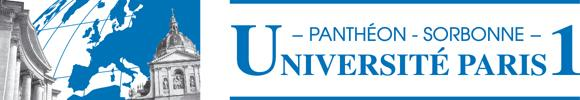 – PANTHÉON - SORBONNE –
UNIVERSITÉ PARIS 1